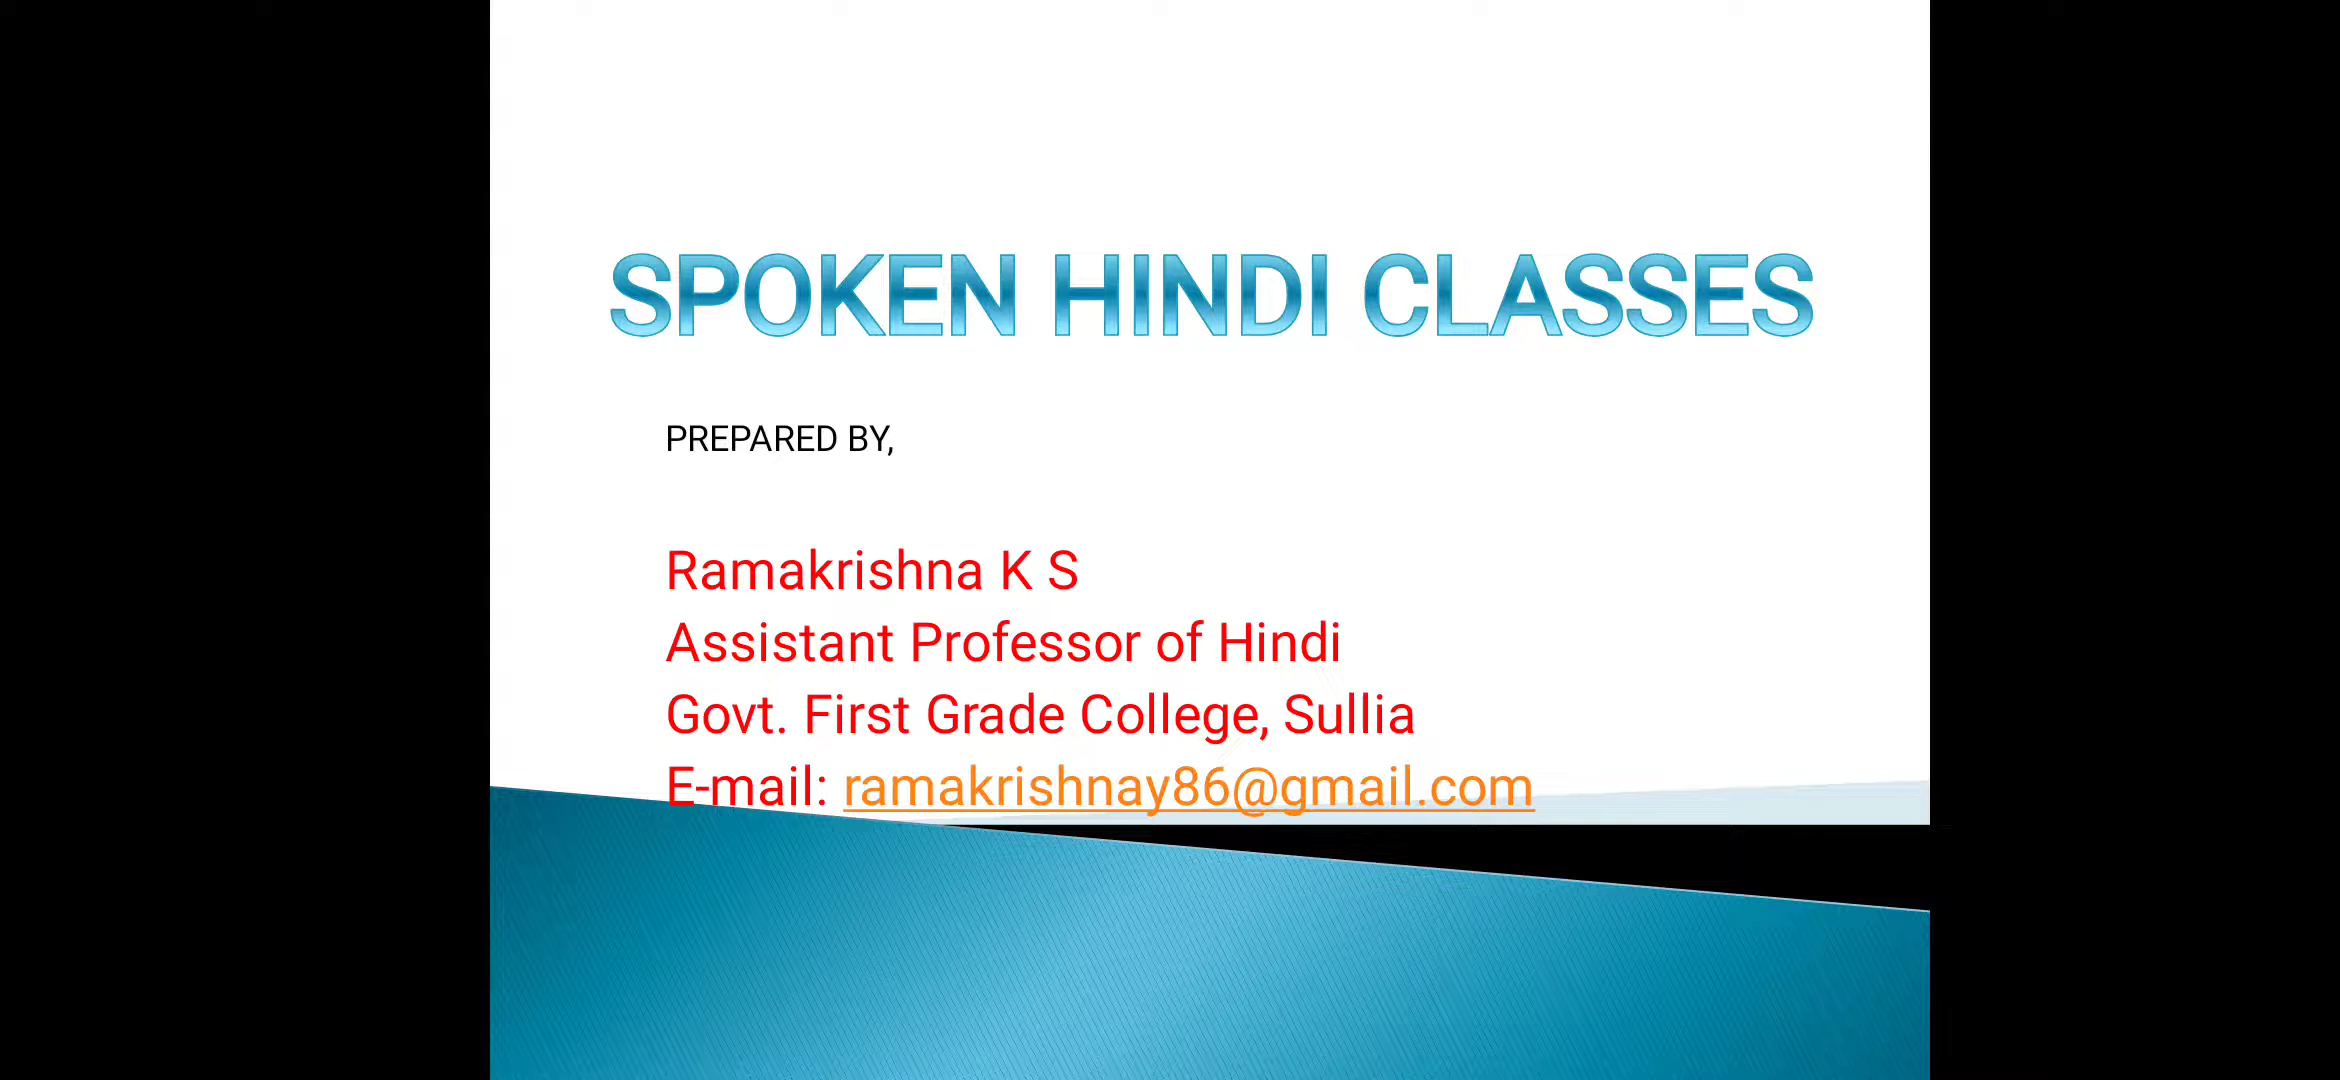 SPOKEN HINDI CLASSES
PREPARED BY,
Ramakrishna K S
Assistant Professor of Hindi
Govt. First Grade College, Sullia
E-mail: ramakrishnay86@gmail.com